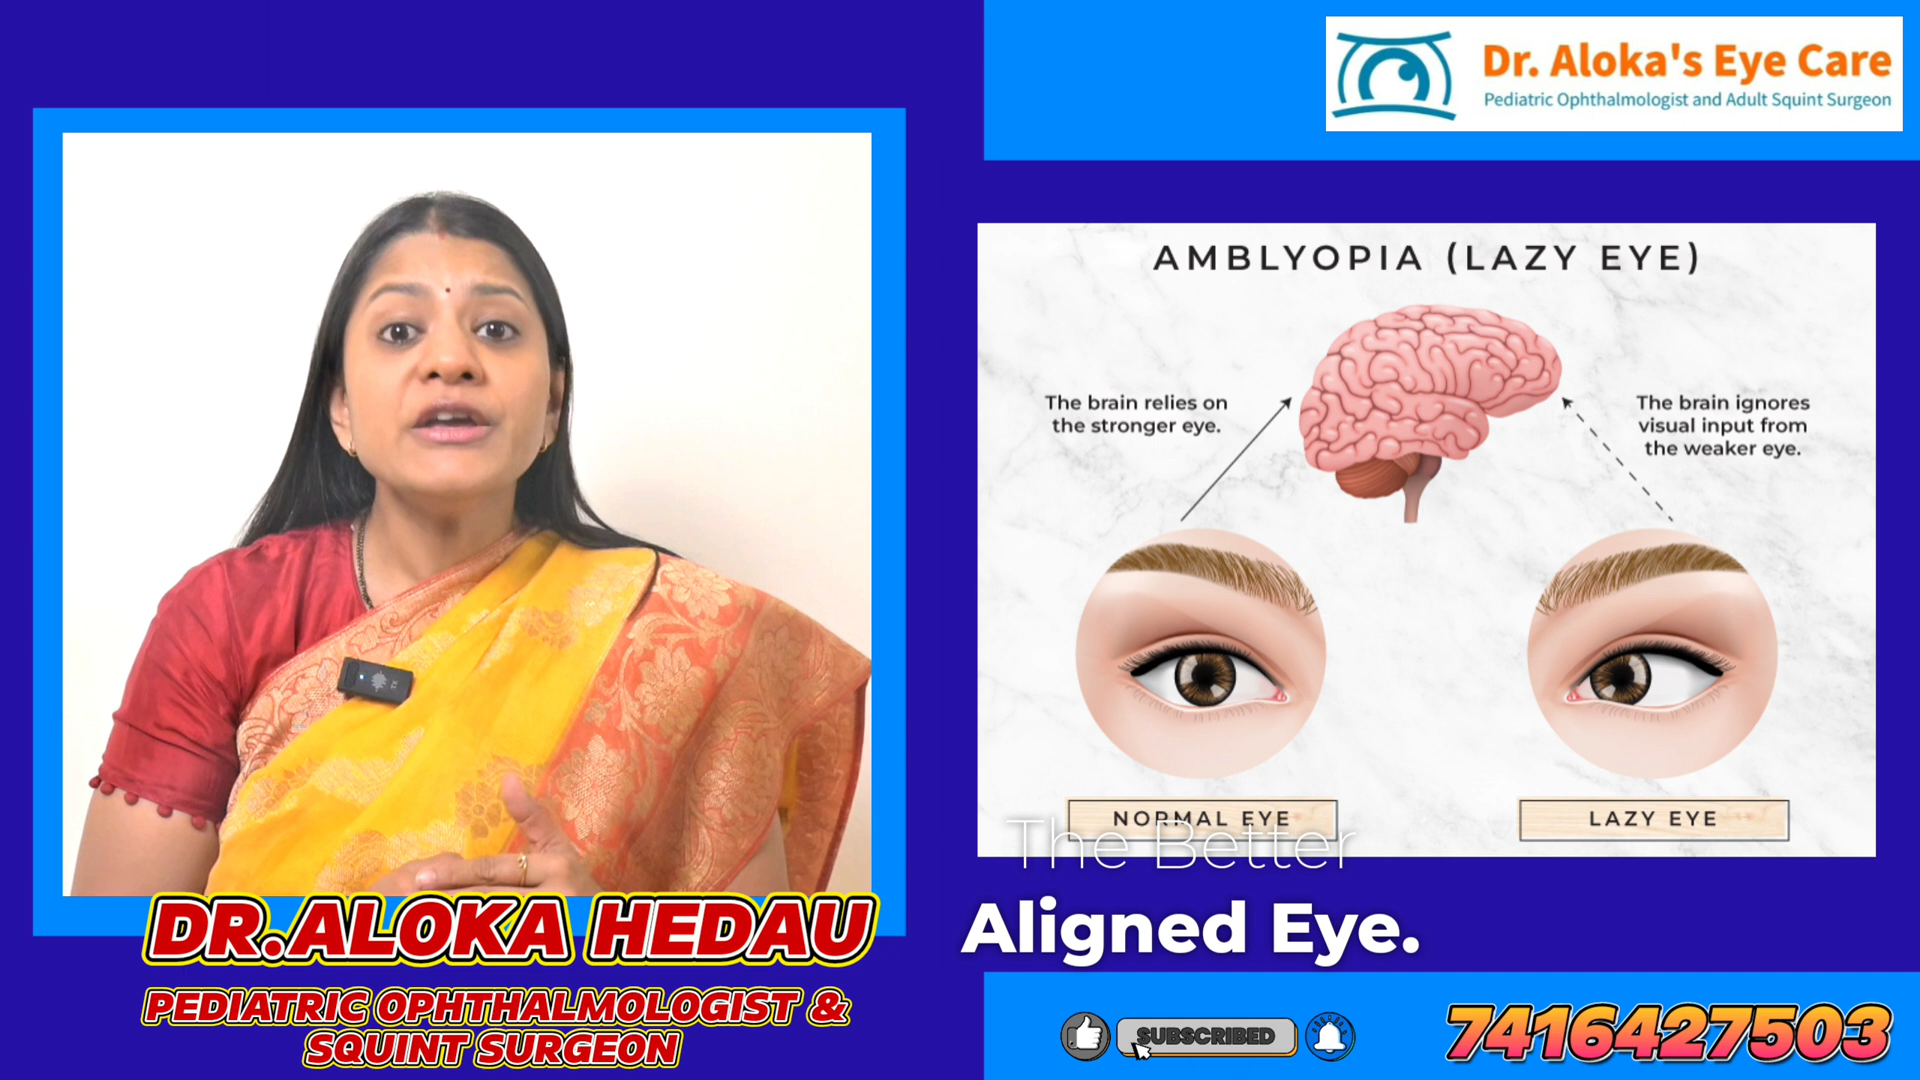 Dr. Aloka's Eye Care
Pediatric Ophthalmologist and Adult Squint Surgeon
AMBLYOPIA (LAZY EYE)
The brain relies on
the stronger eye.
The brain ignores
visual input from
the weaker eye.
NORMAL EYE
LAZY EYE
The Better
Aligned Eye.
DR.ALOKA HEDAU
PEDIATRIC OPHTHALMOLOGIST &
SQUINT SURGEON
SUBSCRIBED
7416427503